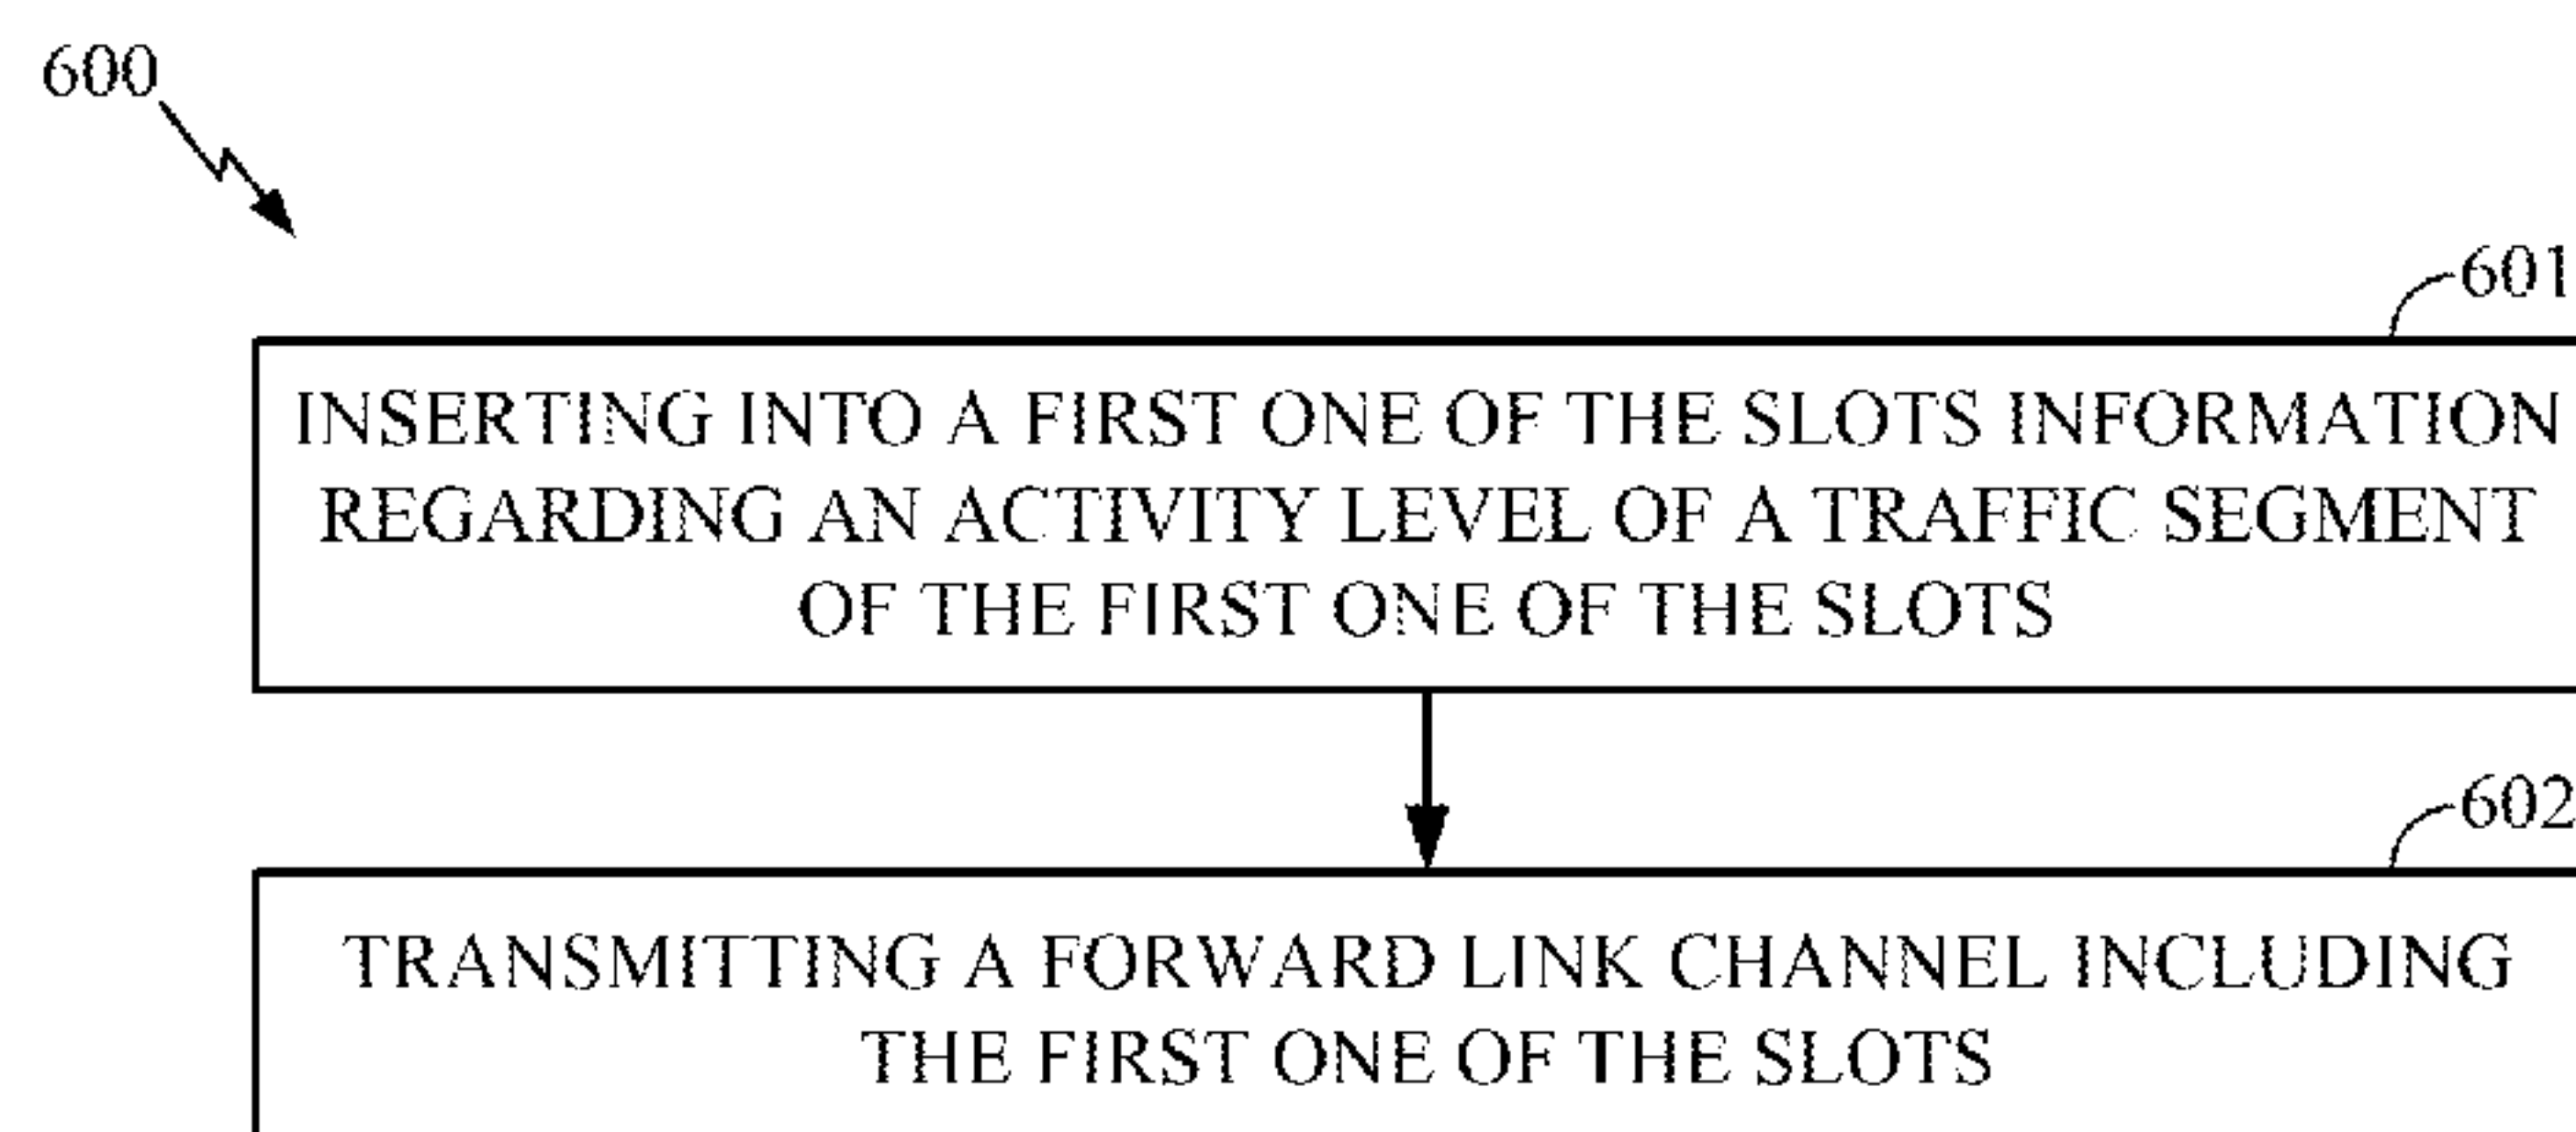 600
601
INSERTING INTO A FIRST ONE OF THE SLOTS INFORMATION
REGARDING AN ACTIVITY LEVEL OF A TRAFFIC SEGMENT
OF THE FIRST ONE OF THE SLOTS
602
TRANSMITTING A FORWARD LINK CHANNEL INCLUDING
THE FIRST ONE OF THE SLOTS